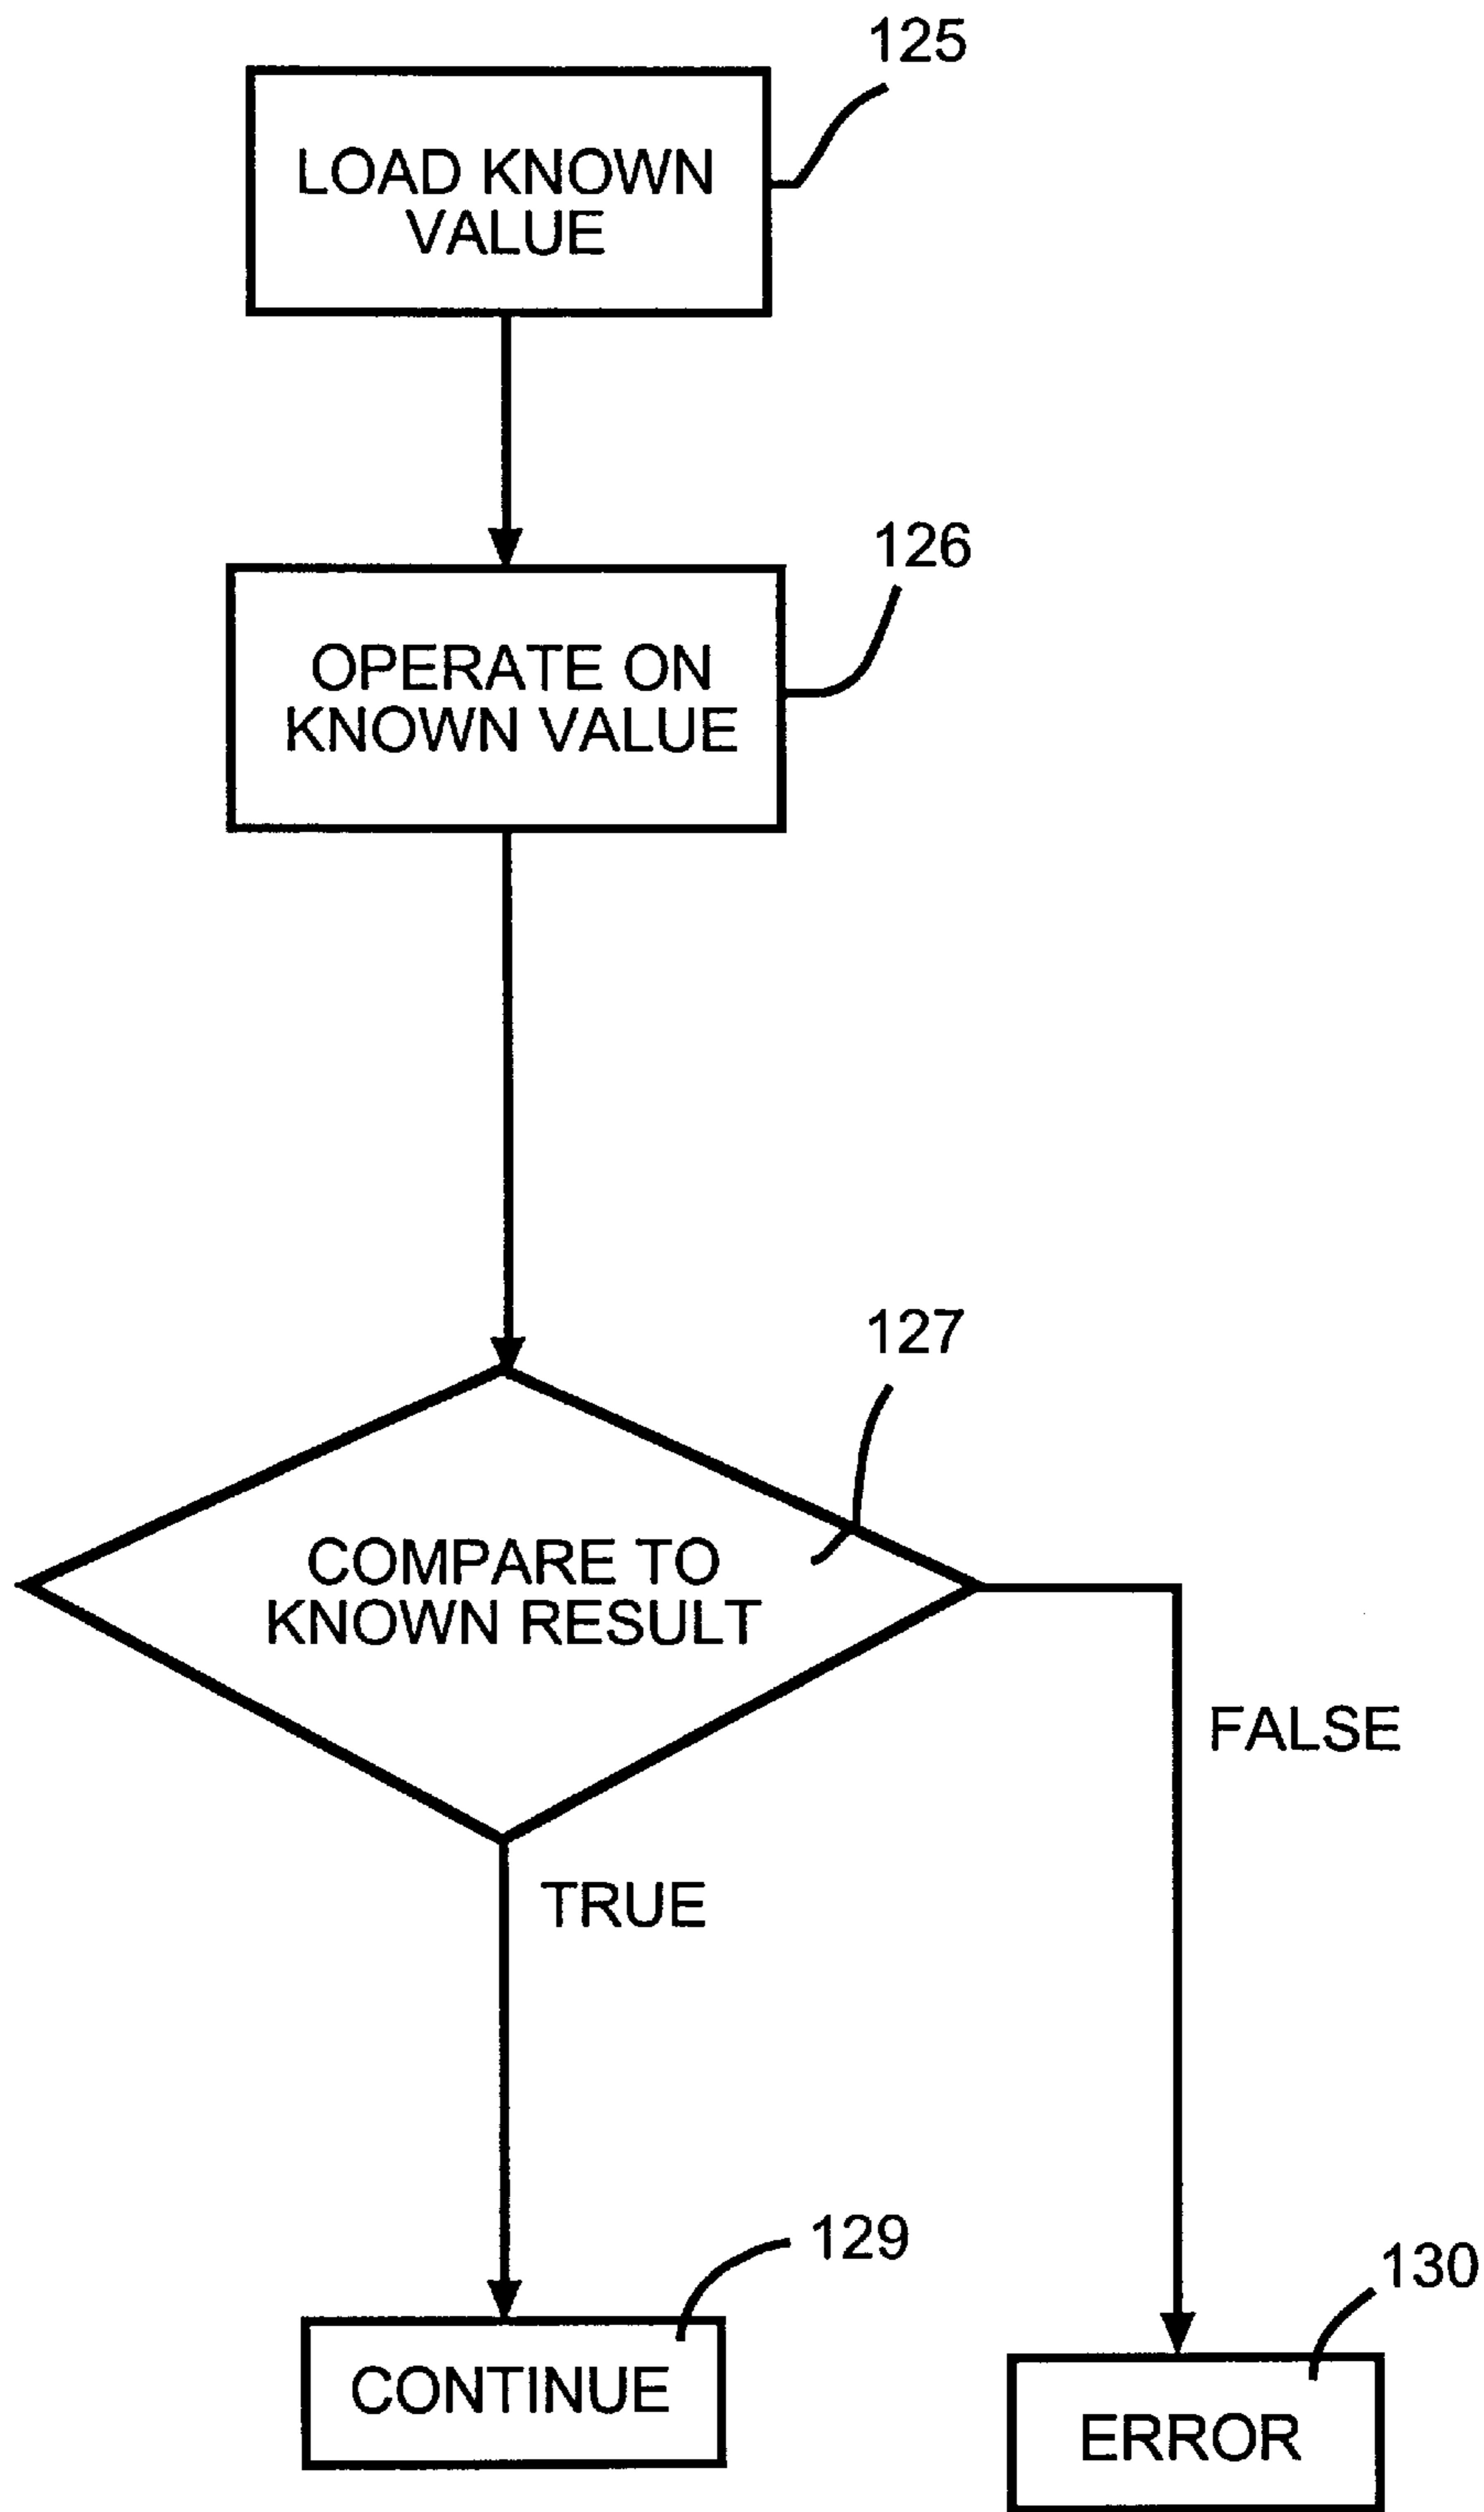 125
LOAD KNOWN
VALUE
126
OPERATE ON
KNOWN VALUE
127
COMPARE TO
KNOWN RESULT
FALSE
TRUE
129
CONTINUE
130
ERROR